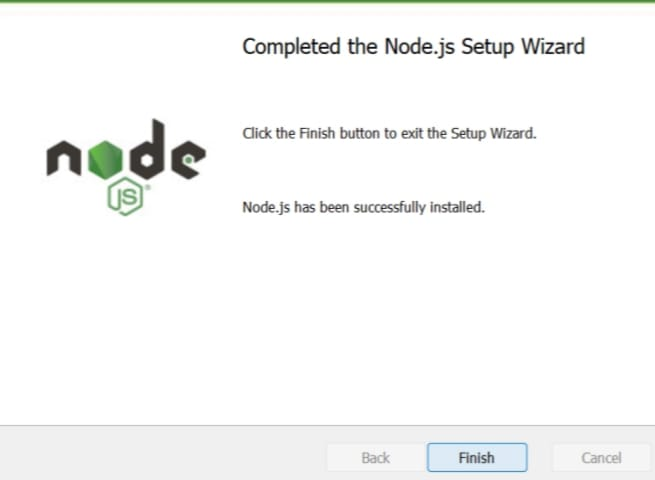 Completed the Node.js Setup Wizard
Click the Finish button to exit the Setup Wizard.
node
JS
Node.js has been successfully installed.
Back
Finish
Cancel